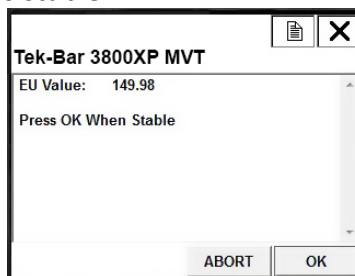 Tek-Bar 3800XP MVT
EU Value: 149.98
Press OK When Stable
ABORT OK